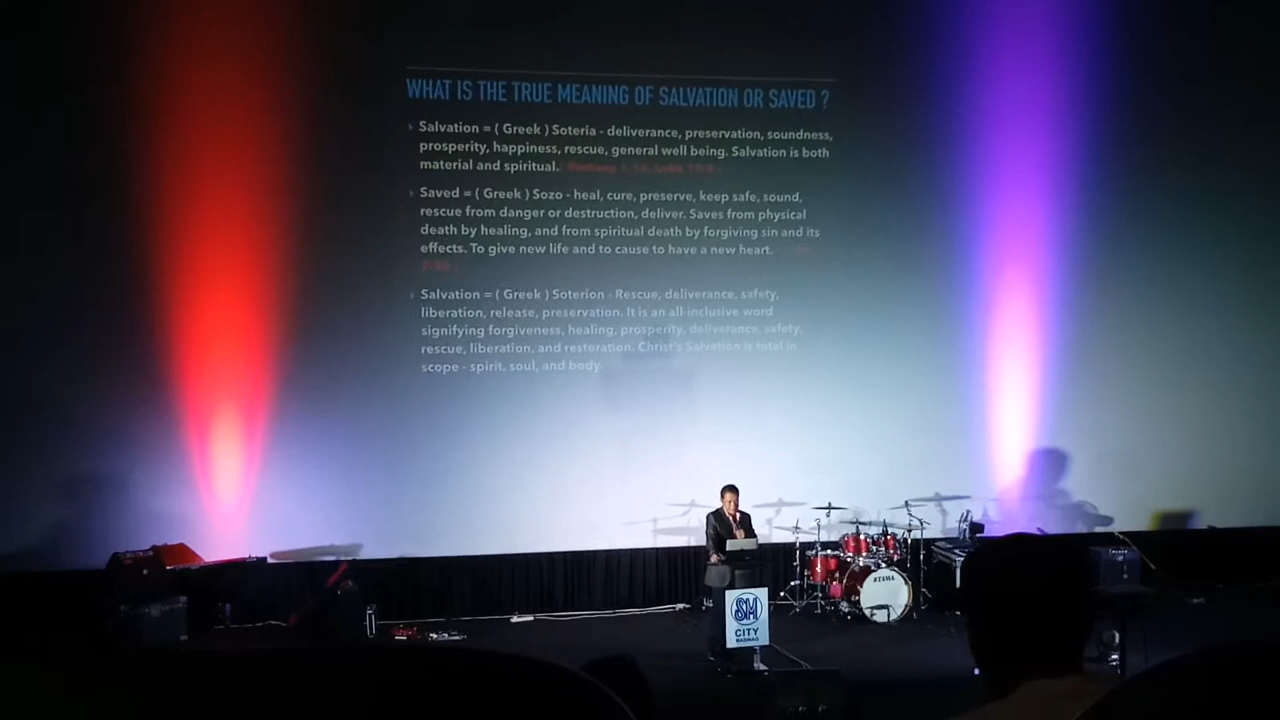 WHAT IS THE TRUE MEANING OF SALVATION OR SAVED ?
Salvation = ( Greek ) Soteria - deliverance, preservation, soundness,
prosperity, happiness, rescue, general well being. Salvation is both
material and spiritual.
Saved = ( Greek ) Sozo - heal, cure, preserve, keep safe, sound,
rescue from danger or destruction, deliver. Saves from physical
death by healing, and from spiritual death by forgiving sin and its
effects. To give new life and to cause to have a new heart.
Salvation = ( Greek ) Soterion - Rescue, deliverance, safety,
liberation, release, preservation. It is an all-inclusive word
signifying forgiveness, healing, prosperity, deliverance, safety,
rescue, liberation, and restoration. Christ's Salvation is total in
scope - spirit, soul, and body.
TAMA
SM
CITY
MASINAG